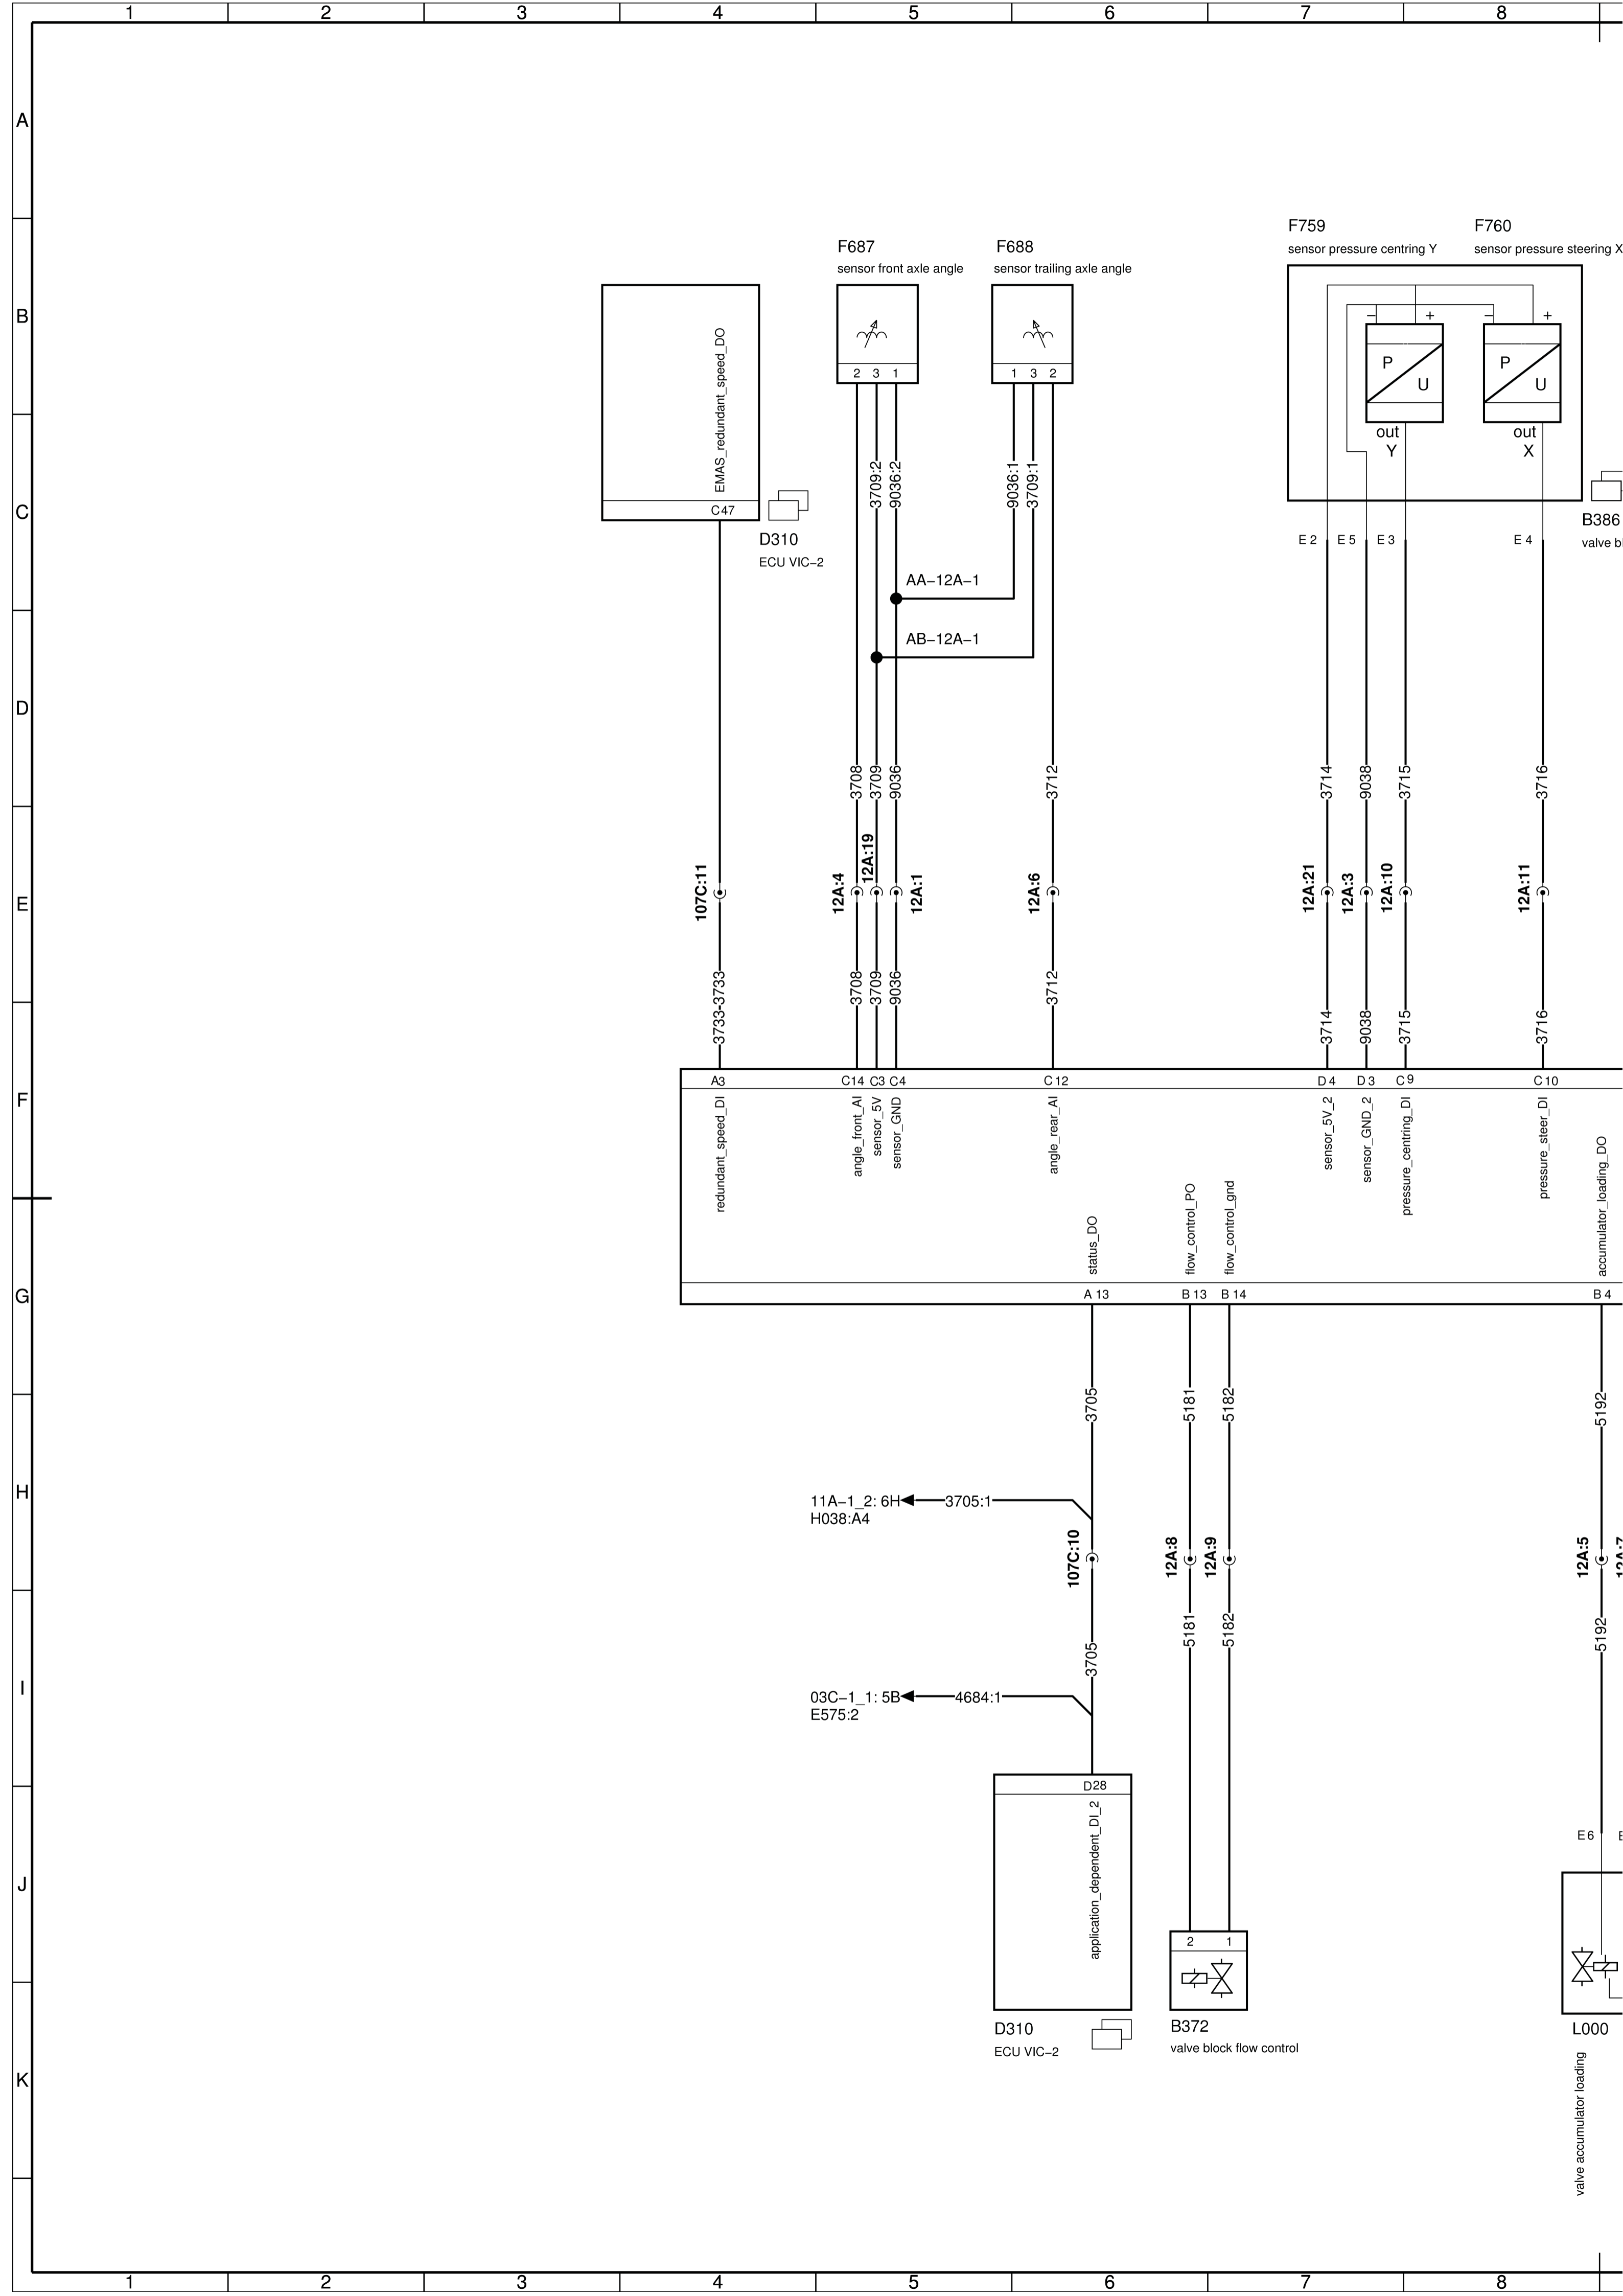 1 2 3 4 5 6 7 8
A
F759 F760
sensor pressure centring Y sensor pressure steering X
F687 F688
sensor front axle angle sensor trailing axle angle
B
EMAS_redundant_speed_DO
− + − +
P U P U
2 3 1 1 3 2
out out
Y X
3709:2 9036:2 9036:1 3709:1
C
C47
B386
D310
E 2 E 5 E 3 E 4
ECU VIC−2
AA−12A−1
AB−12A−1
D
3708 3709 9036 3712 3714 9038 3715 3716
E
107C:11 12A:4 12A:19 12A:1 12A:6 12A:21 12A:3 12A:10 12A:11
3733-3733 3708 3709 9036 3712 3714 9038 3715 3716
F
A3 C14 C3 C4 C12 D4 D3 C9 C10
redundant_speed_DI
angle_front_AI
sensor_5V
sensor_GND
angle_rear_AI
sensor_5V_2
sensor_GND_2
pressure_centring_DI
pressure_steer_DI
accumulator_loading_DO
status_DO
flow_control_PO
flow_control_gnd
G
A 13 B 13 B 14 B 4
3705 5181 5182 5192
H
11A−1_2: 6H 3705:1
H038:A4
107C:10 12A:8 12A:9 12A:5
3705 5181 5182 5192
I
03C−1_1: 5B 4684:1
E575:2
D28
application_dependent_DI_2
E6
J
2 1
D310 B372 L000
ECU VIC−2 valve block flow control
valve accumulator loading
K
1 2 3 4 5 6 7 8